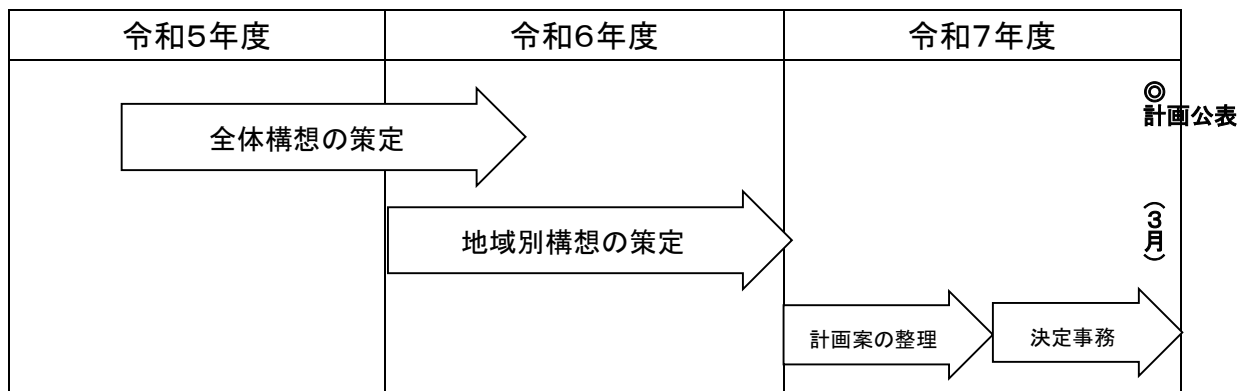 令和5年度
令和6年度
令和7年度
全体構想の策定
◎
計画公表
地域別構想の策定
（3月）
計画案の整理
決定事務